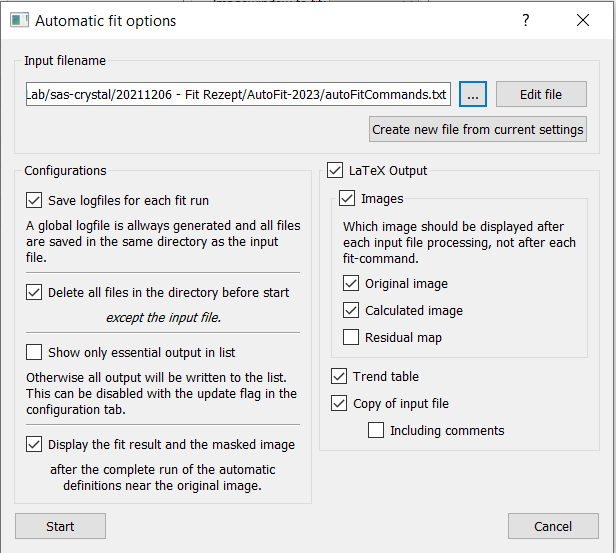 Automatic fit options
?
Input filename
Lab/sas-crystal/20211206 - Fit Rezept/AutoFit-2023/autoFitCommands.txt
...
Edit file
Create new file from current settings
Configurations
Save logfiles for each fit run
A global logfile is allways generated and all files
are saved in the same directory as the input
file.
Delete all files in the directory before start
except the input file.
Show only essential output in list
Otherwise all output will be written to the list.
This can be disabled with the update flag in the
configuration tab.
Display the fit result and the masked image
after the complete run of the automatic
definitions near the original image.
LaTeX Output
Images
Which image should be displayed after
each input file processing, not after each
fit-command.
Original image
Calculated image
Residual map
Trend table
Copy of input file
Including comments
Start
Cancel